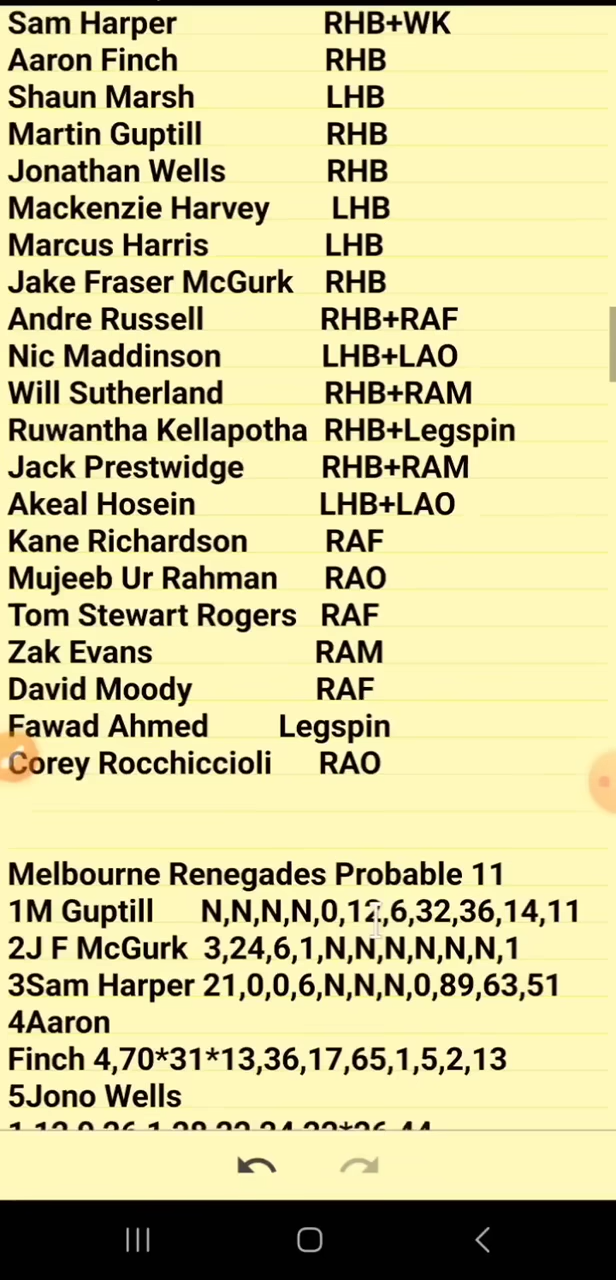 Sam Harper RHB+WK
Aaron Finch RHB
Shaun Marsh LHB
Martin Guptill RHB
Jonathan Wells RHB
Mackenzie Harvey LHB
Marcus Harris LHB
Jake Fraser McGurk RHB
Andre Russell RHB+RAF
Nic Maddinson LHB+LAO
Will Sutherland RHB+RAM
Ruwantha Kellapotha RHB+Legspin
Jack Prestwidge RHB+RAM
Akeal Hosein LHB+LAO
Kane Richardson RAF
Mujeeb Ur Rahman RAO
Tom Stewart Rogers RAF
Zak Evans RAM
David Moody RAF
Fawad Ahmed Legspin
Corey Rocchiccioli RAO
Melbourne Renegades Probable 11
1M Guptill N,N,N,N,0,12,6,32,36,14,11
2J F McGurk 3,24,6,1,N,N,N,N,N,N,1
3Sam Harper 21,0,0,6,N,N,N,0,89,63,51
4Aaron
Finch 4,70*31*13,36,17,65,1,5,2,13
5Jono Wells